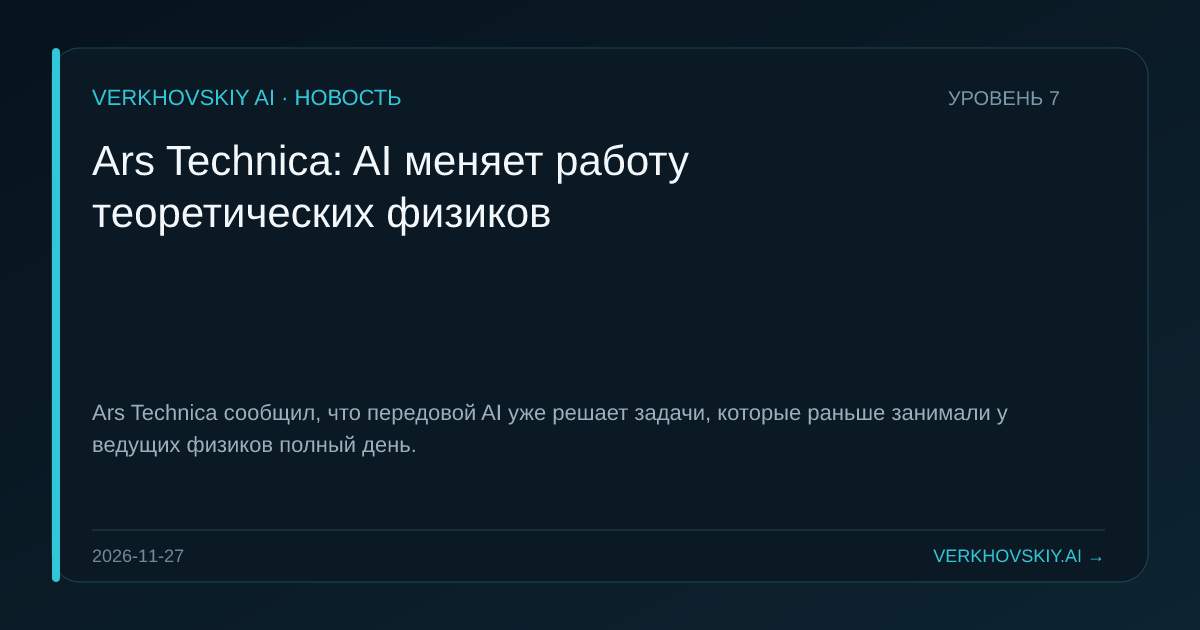 VERKHOVSKIY AI · НОВОСТЬ
УРОВЕНЬ 7
Ars Technica: AI меняет работу
теоретических физиков
Ars Technica сообщил, что передовой AI уже решает задачи, которые раньше занимали у
ведущих физиков полный день.
2026-11-27
VERKHOVSKIY.AI →